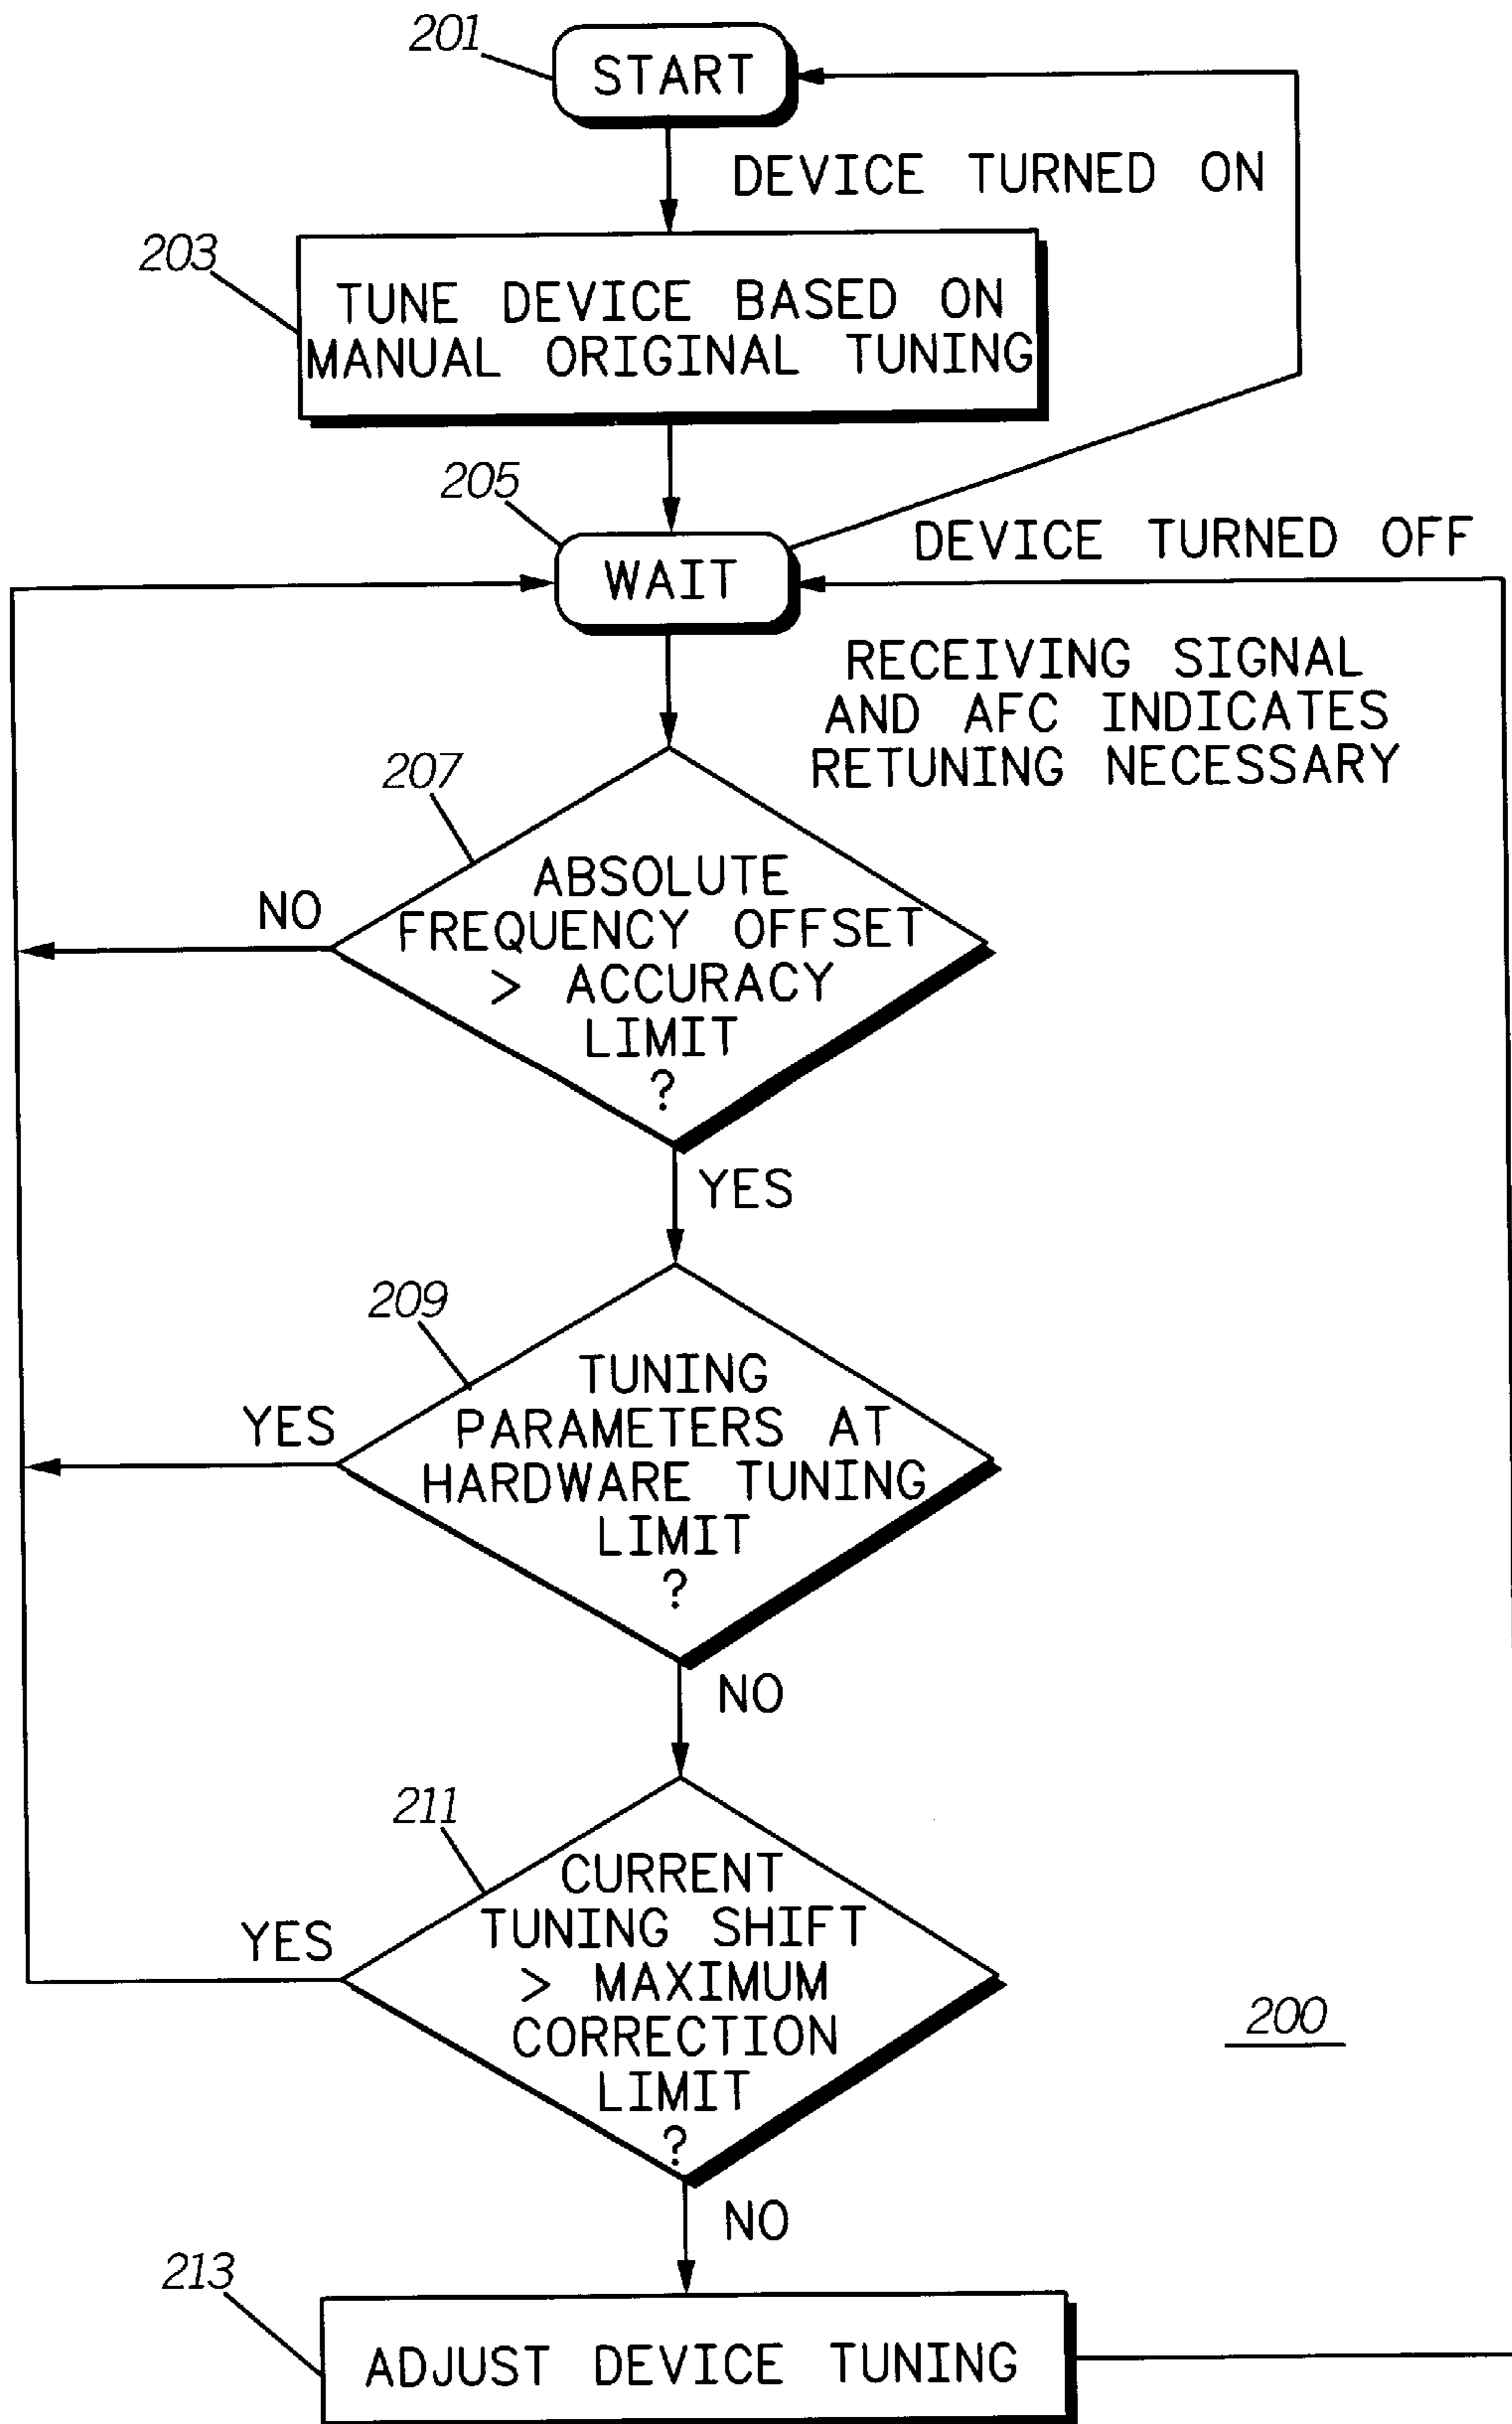 201
START
DEVICE TURNED ON
203
TUNE DEVICE BASED ON
MANUAL ORIGINAL TUNING
205
WAIT
DEVICE TURNED OFF
RECEIVING SIGNAL
AND AFC INDICATES
RETUNING NECESSARY
207
ABSOLUTE
FREQUENCY OFFSET
> ACCURACY
LIMIT
?
NO
YES
209
TUNING
PARAMETERS AT
HARDWARE TUNING
LIMIT
?
YES
NO
211
CURRENT
TUNING SHIFT
> MAXIMUM
CORRECTION
LIMIT
?
YES
200
NO
213
ADJUST DEVICE TUNING